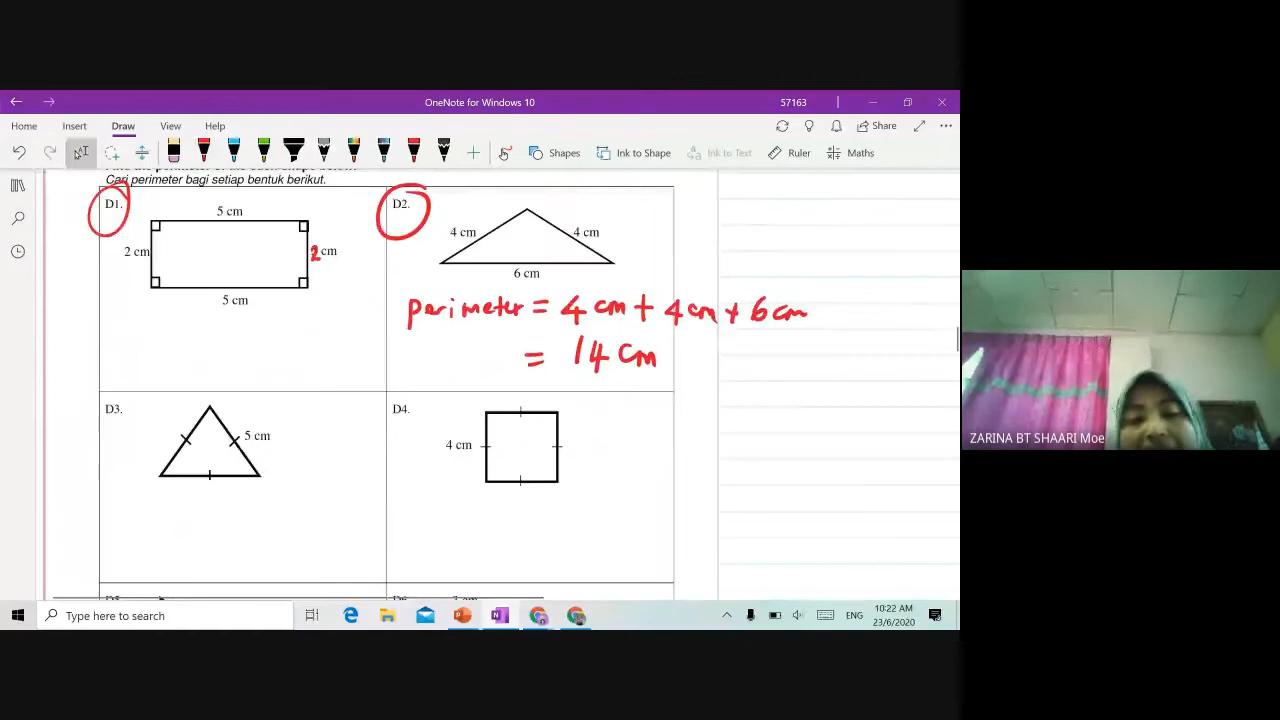 OneNote for Windows 10
57163
Home Insert Draw View Help
Share
Shapes Ink to Shape Ink to Text Ruler Maths
Cari perimeter bagi setiap bentuk berikut.
D1.
5 cm
2 cm
2 cm
5 cm
D2.
4 cm
4 cm
6 cm
perimeter = 4 cm + 4 cm + 6 cm
= 14 cm
D3.
5 cm
D4.
4 cm
ZARINA BT SHAARI Moe
Type here to search
ENG
10:22 AM
23/6/2020